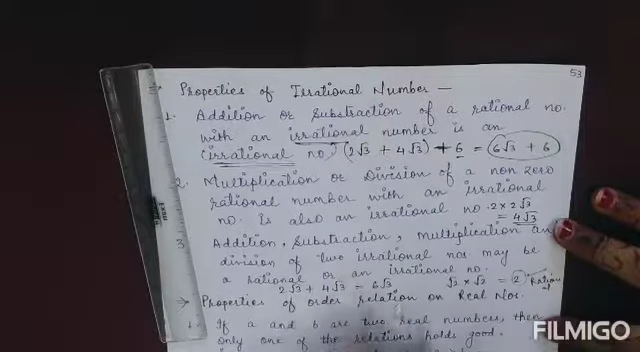 53
⇒ Properties of Irrational Number —
1. Addition or Substraction of a rational no.
with an irrational number is an
(irrational no.) (2√3 + 4√3) + 6 = 6√3 + 6
2. Multiplication or Division of a non zero
rational number with an irrational
no. is also an irrational no. 2 x 2√3
= 4√3
Addition, Substraction, Multiplication an
division of two irrational nos. may be
a rational or an irrational no.
2√3 + 4√3 = 6√3 √2 x √2 = 2 Ration
→ Properties of order relation on Real Nos.
1. If a and b are two real numbers, then
only one of the relations holds good.
FILMIGO